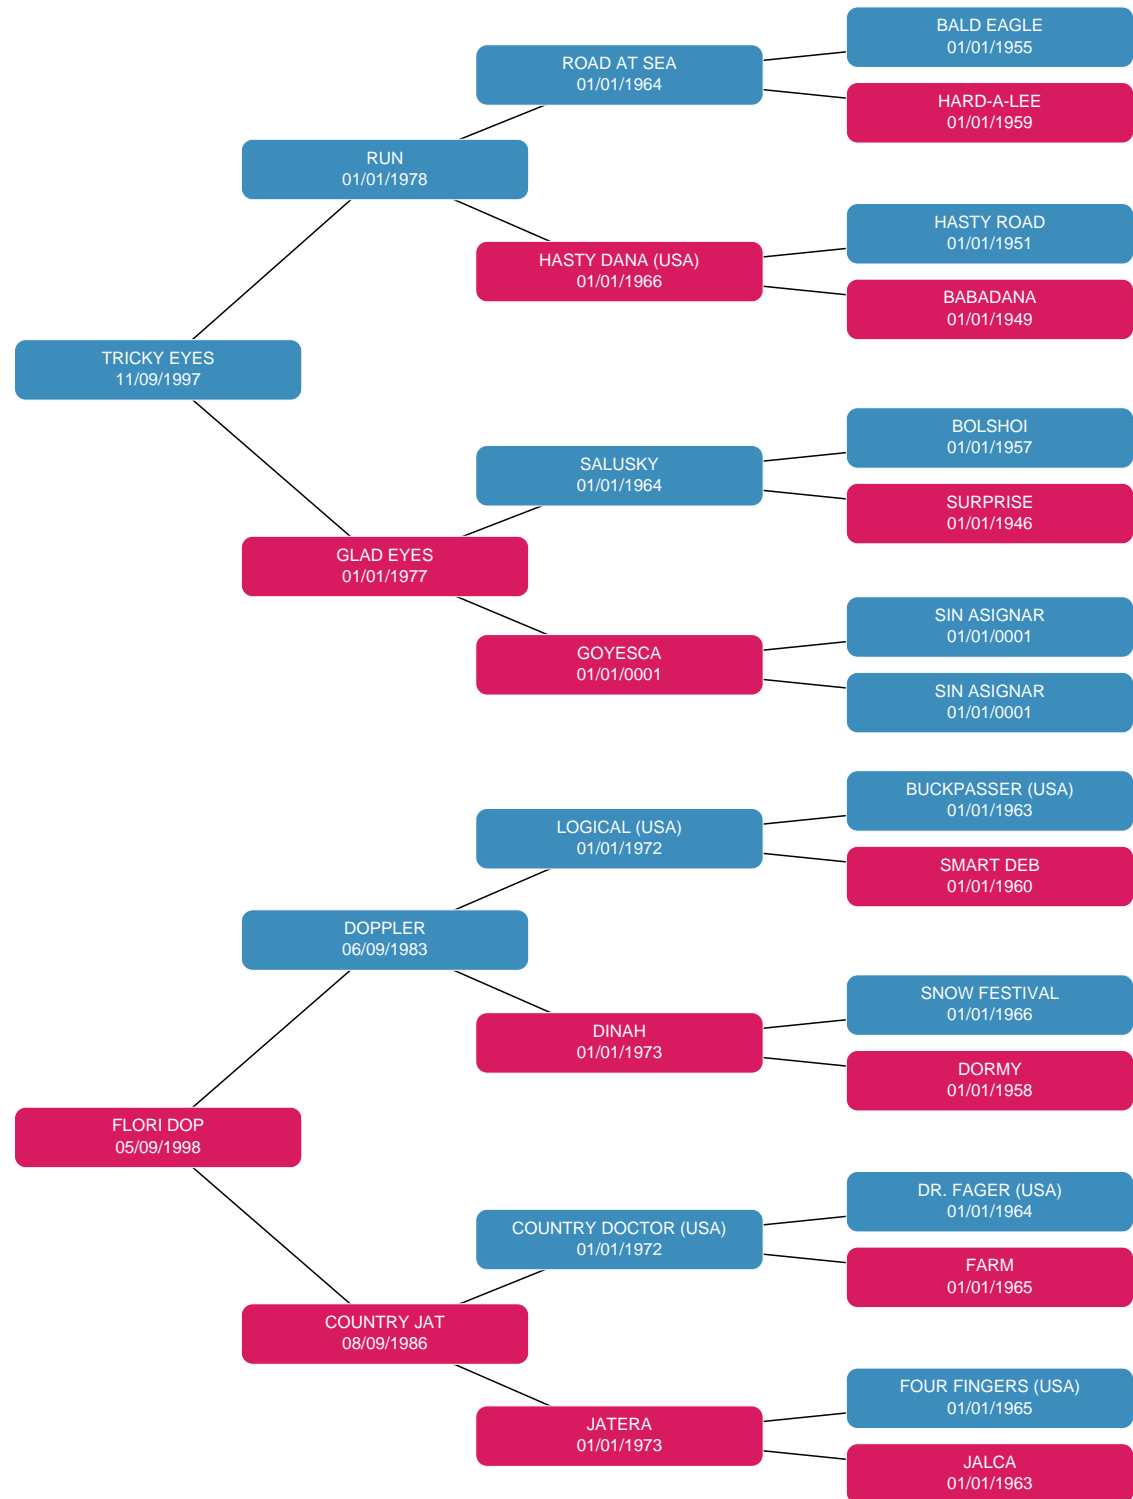 BALD EAGLE
01/01/1955
ROAD AT SEA
01/01/1964
HARD-A-LEE
01/01/1959
RUN
01/01/1978
HASTY ROAD
01/01/1951
HASTY DANA (USA)
01/01/1966
BABADANA
01/01/1949
TRICKY EYES
11/09/1997
BOLSHOI
01/01/1957
SALUSKY
01/01/1964
SURPRISE
01/01/1946
GLAD EYES
01/01/1977
SIN ASIGNAR
01/01/0001
GOYESCA
01/01/0001
SIN ASIGNAR
01/01/0001
BUCKPASSER (USA)
01/01/1963
LOGICAL (USA)
01/01/1972
SMART DEB
01/01/1960
DOPPLER
06/09/1983
SNOW FESTIVAL
01/01/1966
DINAH
01/01/1973
DORMY
01/01/1958
FLORI DOP
05/09/1998
DR. FAGER (USA)
01/01/1964
COUNTRY DOCTOR (USA)
01/01/1972
FARM
01/01/1965
COUNTRY JAT
08/09/1986
FOUR FINGERS (USA)
01/01/1965
JATERA
01/01/1973
JALCA
01/01/1963